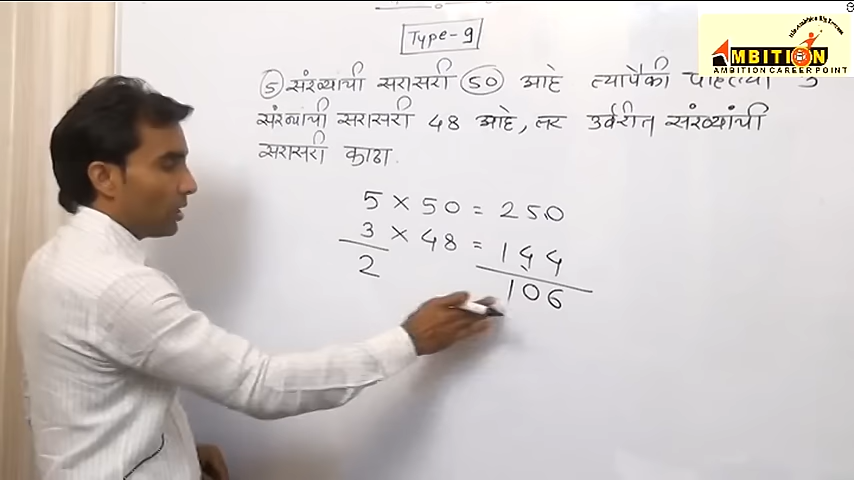 Type-9
AMBITION
AMBITION CAREER POINT
5 संख्यांची सरासरी 50 आहे त्यापैकी पहिल्या 3
संख्यांची सरासरी 48 आहे, तर उर्वरीत संख्यांची
सरासरी काढा.
5 × 50 = 250
3 × 48 = 144
2 106